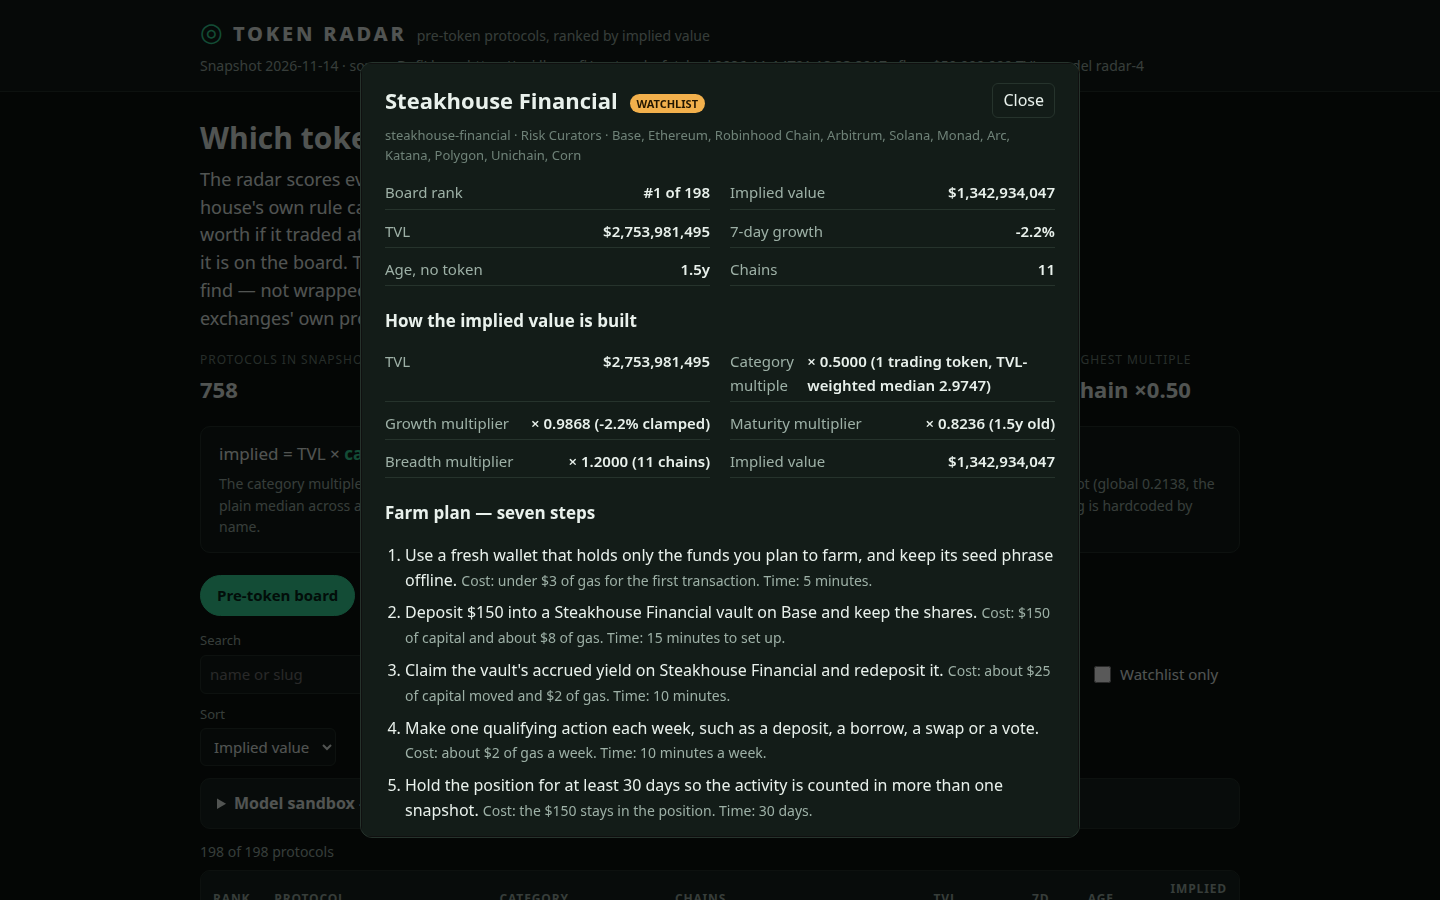 TOKEN RADAR pre-token protocols, ranked by implied value
Snapshot 2026-11-14 · model radar-4
Steakhouse Financial WATCHLIST
Close
steakhouse-financial · Risk Curators · Base, Ethereum, Robinhood Chain, Arbitrum, Solana, Monad, Arc,
Katana, Polygon, Unichain, Corn
Board rank #1 of 198
Implied value $1,342,934,047
TVL $2,753,981,495
7-day growth -2.2%
Age, no token 1.5y
Chains 11
How the implied value is built
TVL $2,753,981,495
Category multiple × 0.5000 (1 trading token, TVL-
weighted median 2.9747)
Growth multiplier × 0.9868 (-2.2% clamped)
Maturity multiplier × 0.8236 (1.5y old)
Breadth multiplier × 1.2000 (11 chains)
Implied value $1,342,934,047
Farm plan — seven steps
1. Use a fresh wallet that holds only the funds you plan to farm, and keep its seed phrase
offline. Cost: under $3 of gas for the first transaction. Time: 5 minutes.
2. Deposit $150 into a Steakhouse Financial vault on Base and keep the shares. Cost: $150
of capital and about $8 of gas. Time: 15 minutes to set up.
3. Claim the vault's accrued yield on Steakhouse Financial and redeposit it. Cost: about $25
of capital moved and $2 of gas. Time: 10 minutes.
4. Make one qualifying action each week, such as a deposit, a borrow, a swap or a vote.
Cost: about $2 of gas a week. Time: 10 minutes a week.
5. Hold the position for at least 30 days so the activity is counted in more than one
snapshot. Cost: the $150 stays in the position. Time: 30 days.
Which
The radar scores
house's own rule
worth if it traded
it is on the board.
find — not
exchanges' own
PROTOCOLS IN
758
HIGHEST MULTIPLE
×0.50
implied = TVL ×
The category multiple
plain median across
name.
(global 0.2138, the
is hardcoded by
Pre-token board
Search
name or slug
Watchlist only
Sort
Implied value
Model sandbox
198 of 198 protocols
RANK PROTOCOL CATEGORY CHAINS TVL 7D AGE IMPLIED